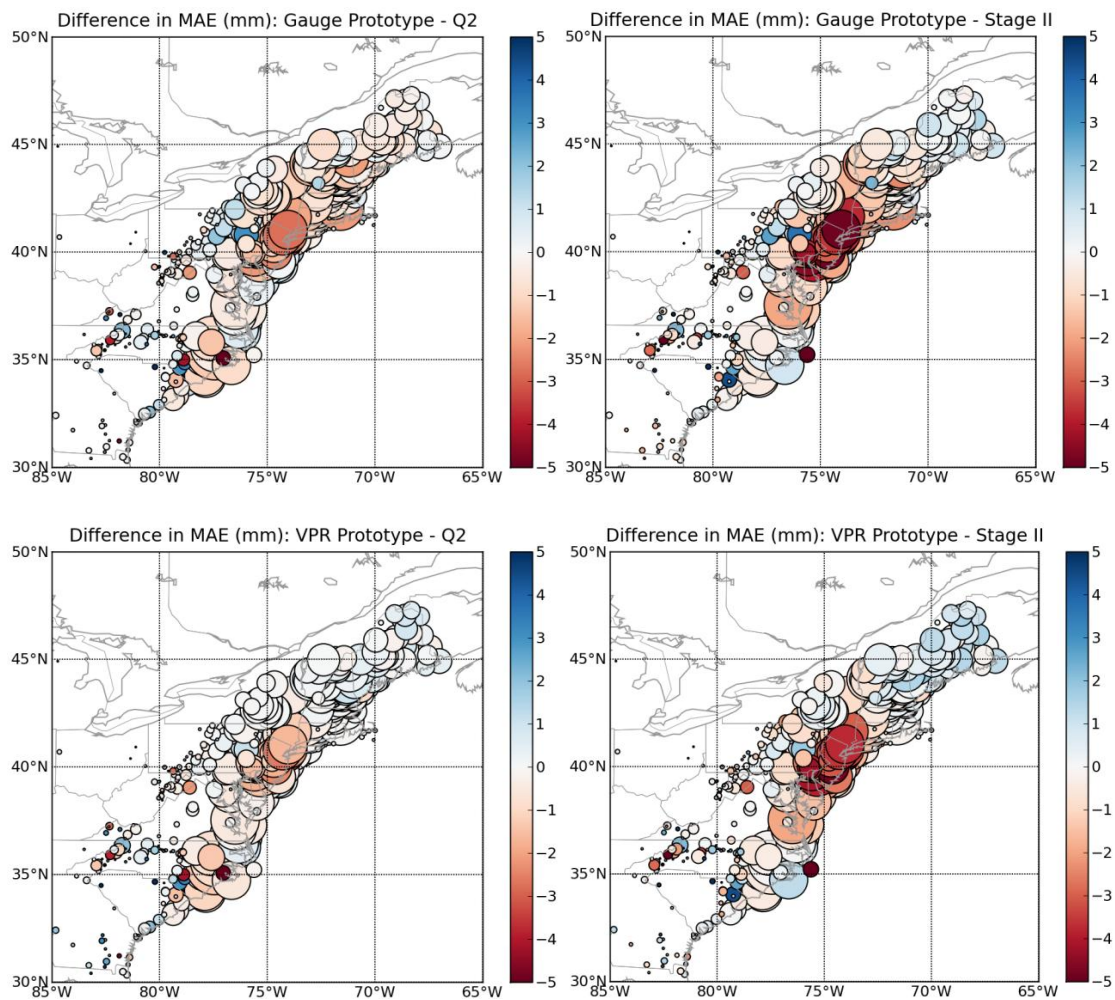 Difference in MAE (mm): Gauge Prototype - Q2
50°N
45°N
40°N
35°N
30°N
85°W 80°W 75°W 70°W 65°W
5
4
3
2
1
0
−1
−2
−3
−4
−5
Difference in MAE (mm): Gauge Prototype - Stage II
50°N
45°N
40°N
35°N
30°N
85°W 80°W 75°W 70°W 65°W
5
4
3
2
1
0
−1
−2
−3
−4
−5
Difference in MAE (mm): VPR Prototype - Q2
50°N
45°N
40°N
35°N
30°N
85°W 80°W 75°W 70°W 65°W
5
4
3
2
1
0
−1
−2
−3
−4
−5
Difference in MAE (mm): VPR Prototype - Stage II
50°N
45°N
40°N
35°N
30°N
85°W 80°W 75°W 70°W 65°W
5
4
3
2
1
0
−1
−2
−3
−4
−5